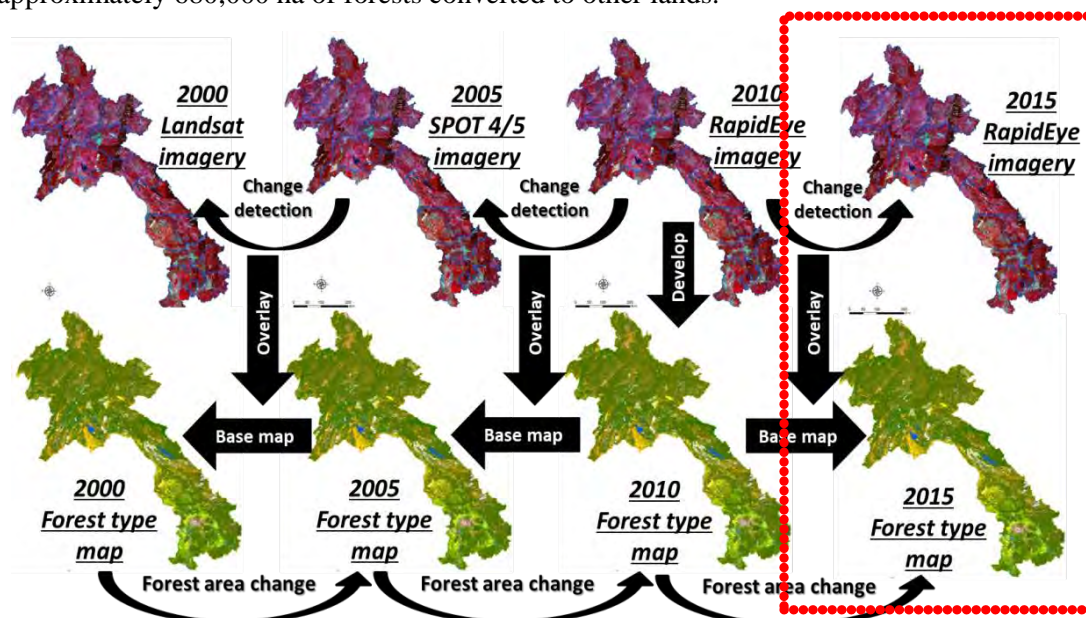 approximately 680,000 ha of forests converted to other lands.
2000
Landsat
imagery
2005
SPOT 4/5
imagery
2010
RapidEye
imagery
2015
RapidEye
imagery
Change
detection
Change
detection
Change
detection
Overlay
Overlay
Develop
Overlay
Base map
Base map
Base map
2000
Forest type
map
2005
Forest type
map
2010
Forest type
map
2015
Forest type
map
Forest area change
Forest area change
Forest area change